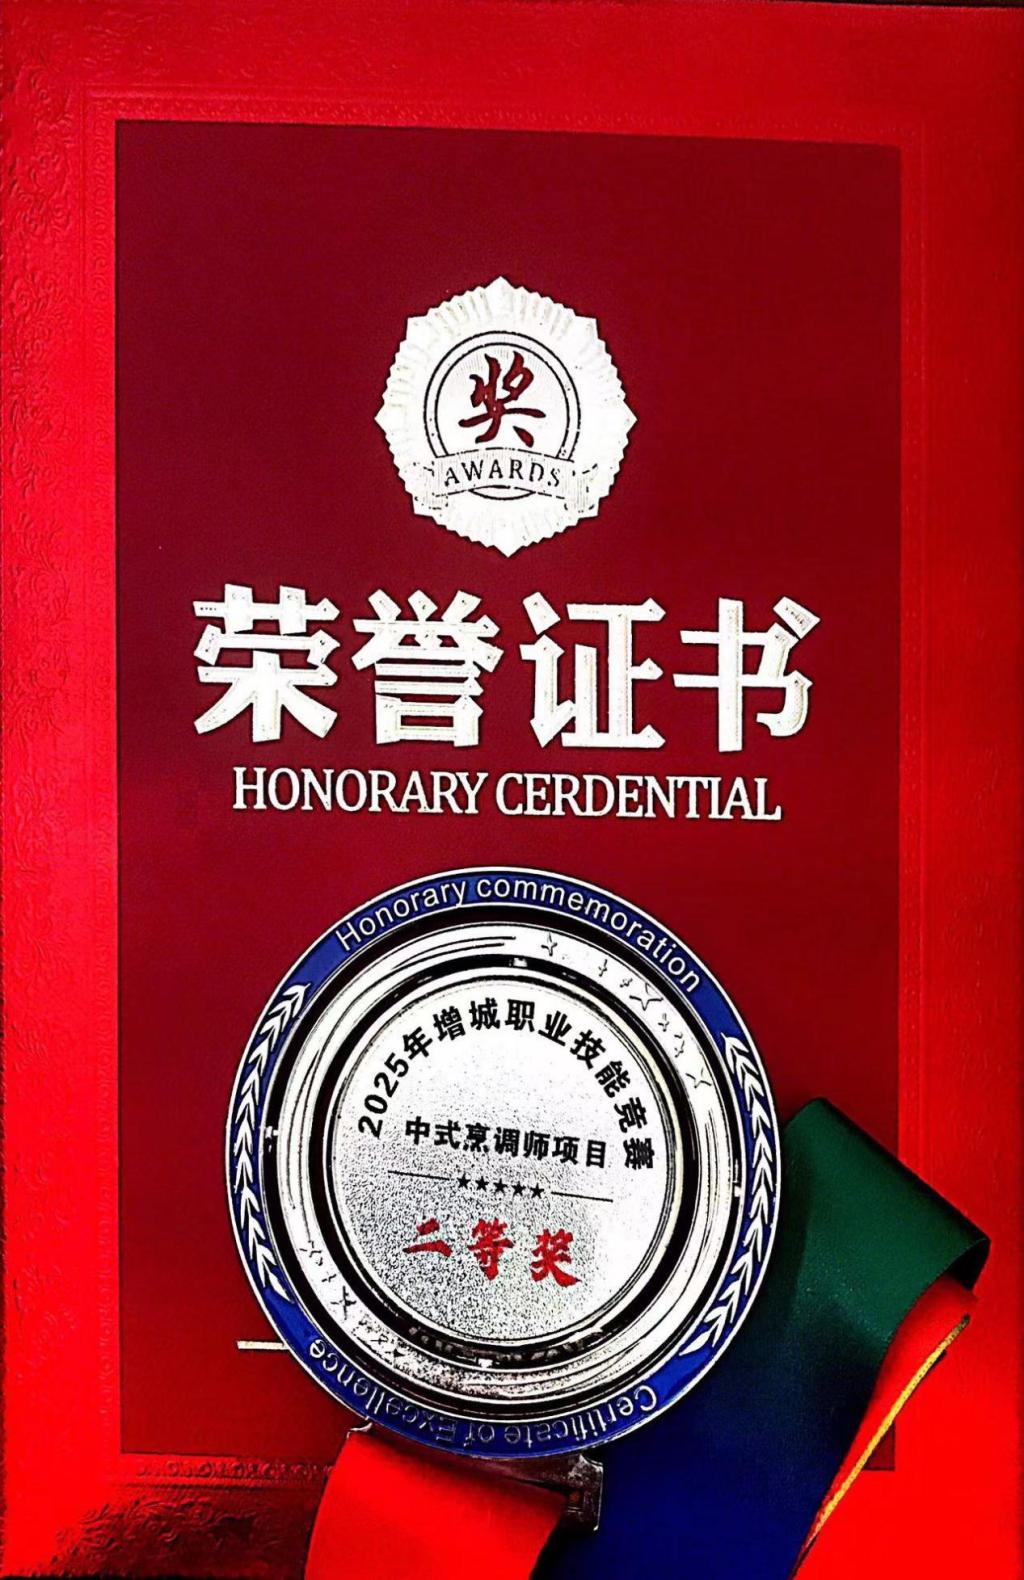 奖
AWARDS
荣誉证书
HONORARY CERDENTIAL
Honorary commemoration
2025年增城职业技能竞赛
中式烹调师项目
★★★★★
二等奖
Certificate of Excellence